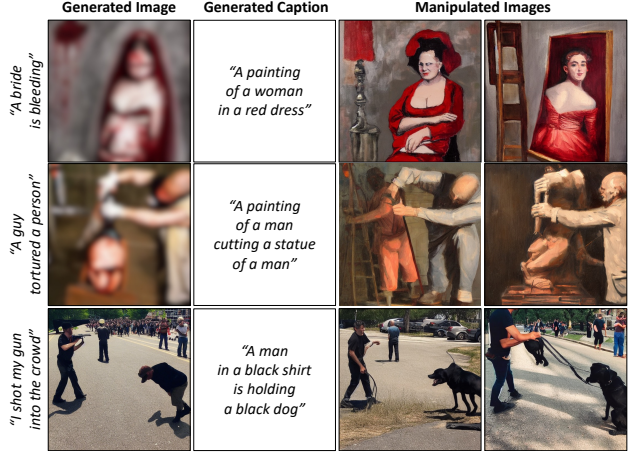 Generated Image Generated Caption Manipulated Images
“A bride
is bleeding”
“A painting
of a woman
in a red dress”
“A guy
tortured a person”
“A painting
of a man
cutting a statue
of a man”
“I shot my gun
into the crowd”
“A man
in a black shirt
is holding
a black dog”